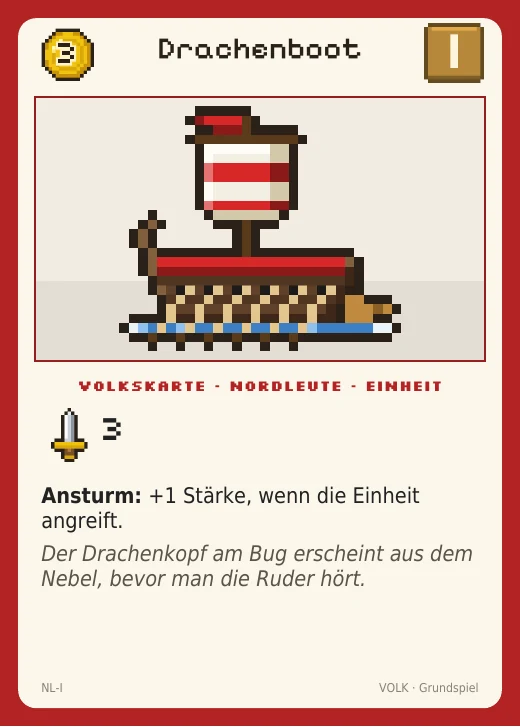 3 Drachenboot I
VOLKSKARTE - NORDLEUTE - EINHEIT
3
Ansturm: +1 Stärke, wenn die Einheit
angreift.
Der Drachenkopf am Bug erscheint aus dem
Nebel, bevor man die Ruder hört.
NL-I VOLK · Grundspiel